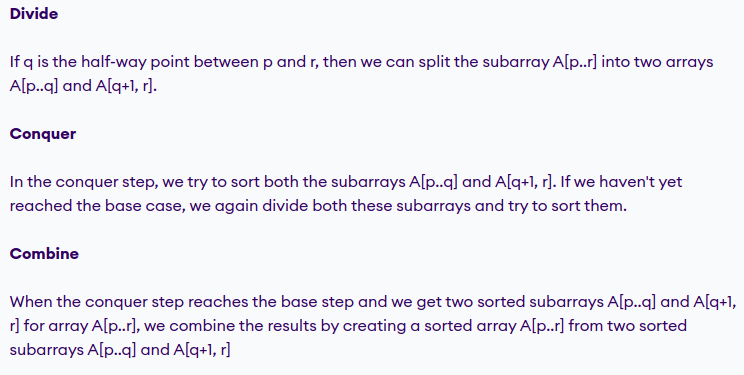 Divide
If q is the half-way point between p and r, then we can split the subarray A[p..r] into two arrays
A[p..q] and A[q+1, r].
Conquer
In the conquer step, we try to sort both the subarrays A[p..q] and A[q+1, r]. If we haven't yet
reached the base case, we again divide both these subarrays and try to sort them.
Combine
When the conquer step reaches the base step and we get two sorted subarrays A[p..q] and A[q+1,
r] for array A[p..r], we combine the results by creating a sorted array A[p..r] from two sorted
subarrays A[p..q] and A[q+1, r]